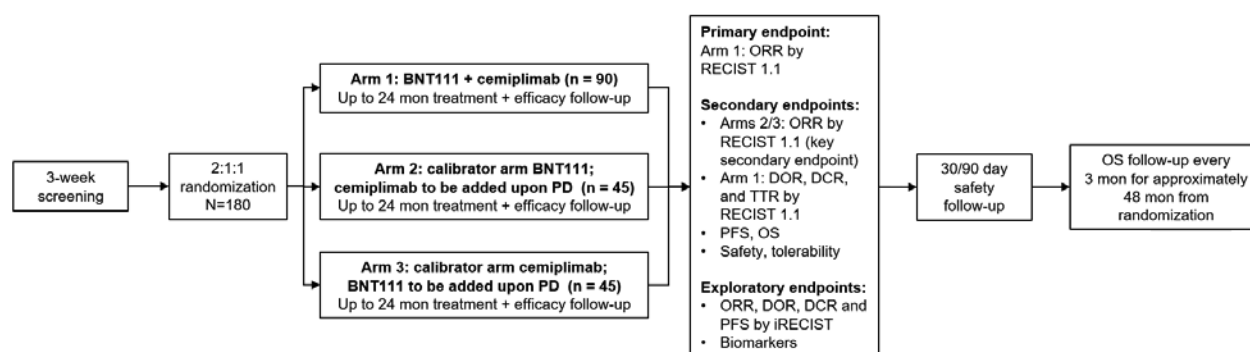 3-week
screening
2:1:1
randomization
N=180
Arm 1: BNT111 + cemiplimab (n = 90)
Up to 24 mon treatment + efficacy follow-up
Arm 2: calibrator arm BNT111;
cemiplimab to be added upon PD (n = 45)
Up to 24 mon treatment + efficacy follow-up
Arm 3: calibrator arm cemiplimab;
BNT111 to be added upon PD (n = 45)
Up to 24 mon treatment + efficacy follow-up
Primary endpoint:
Arm 1: ORR by
RECIST 1.1
Secondary endpoints:
• Arms 2/3: ORR by
RECIST 1.1 (key
secondary endpoint)
• Arm 1: DOR, DCR,
and TTR by
RECIST 1.1
• PFS, OS
• Safety, tolerability
Exploratory endpoints:
• ORR, DOR, DCR and
PFS by iRECIST
• Biomarkers
30/90 day
safety
follow-up
OS follow-up every
3 mon for approximately
48 mon from
randomization